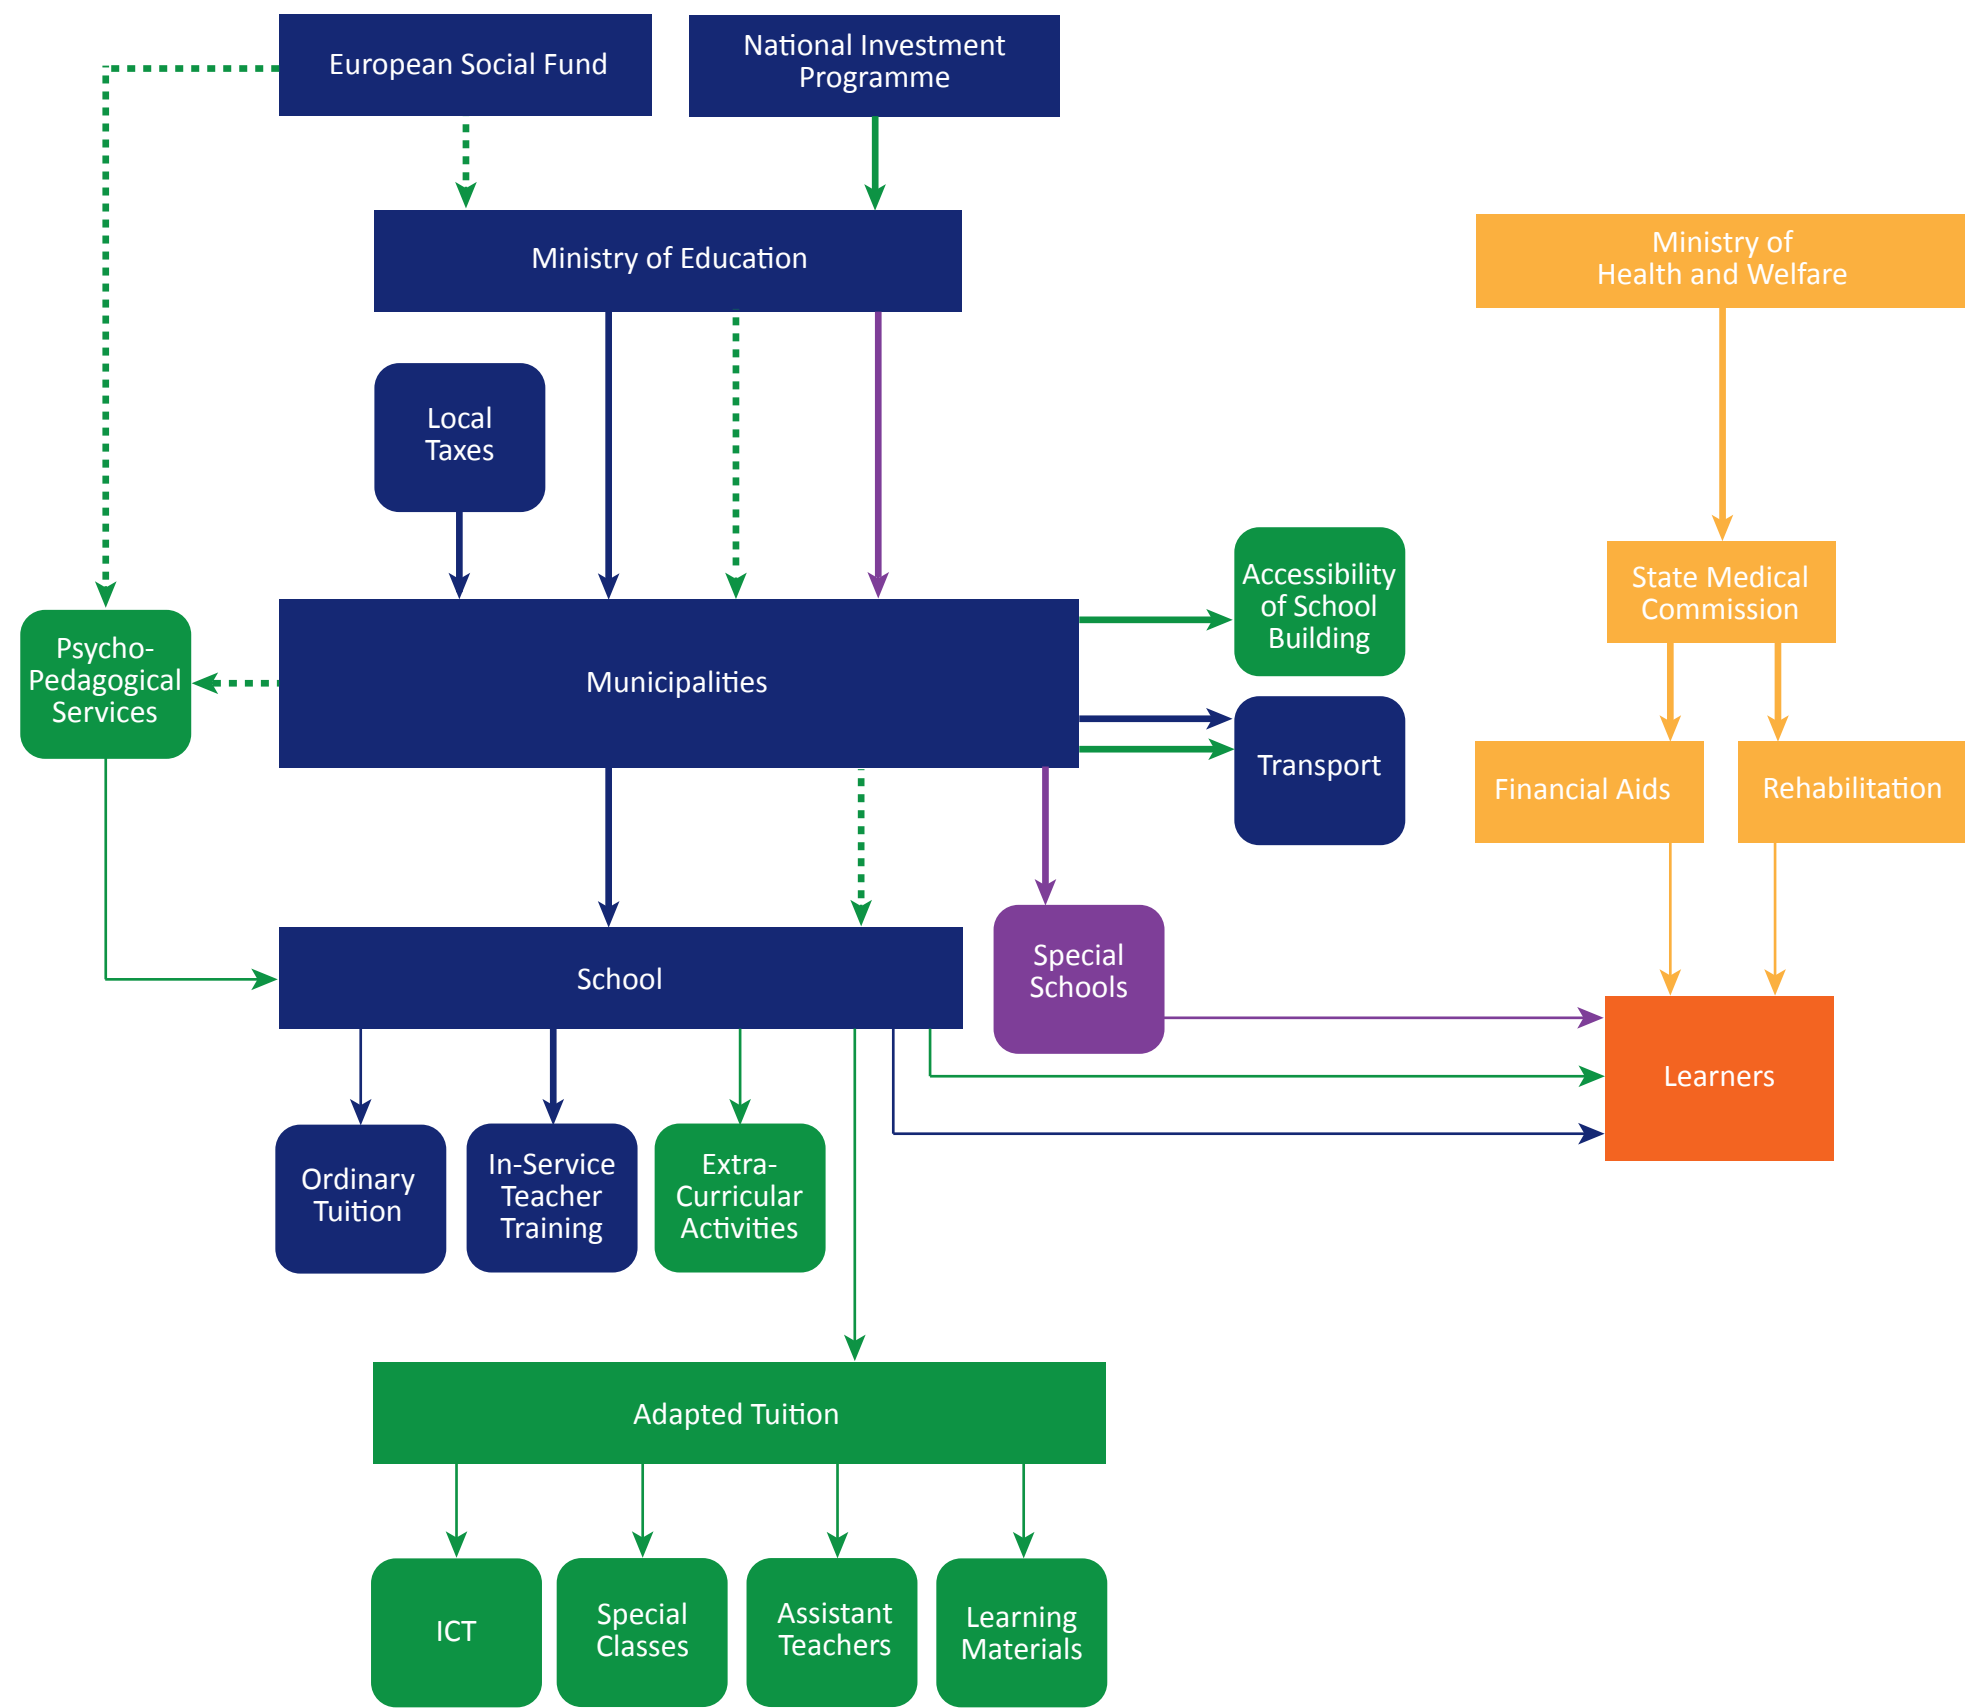 European Social Fund
National Investment
Programme
Ministry of Education
Ministry of
Health and Welfare
Local
Taxes
Accessibility
of School
Building
State Medical
Commission
Psycho-
Pedagogical
Services
Municipalities
Transport
Financial Aids
Rehabilitation
School
Special
Schools
Learners
Ordinary
Tuition
In-Service
Teacher
Training
Extra-
Curricular
Activities
Adapted Tuition
ICT
Special
Classes
Assistant
Teachers
Learning
Materials